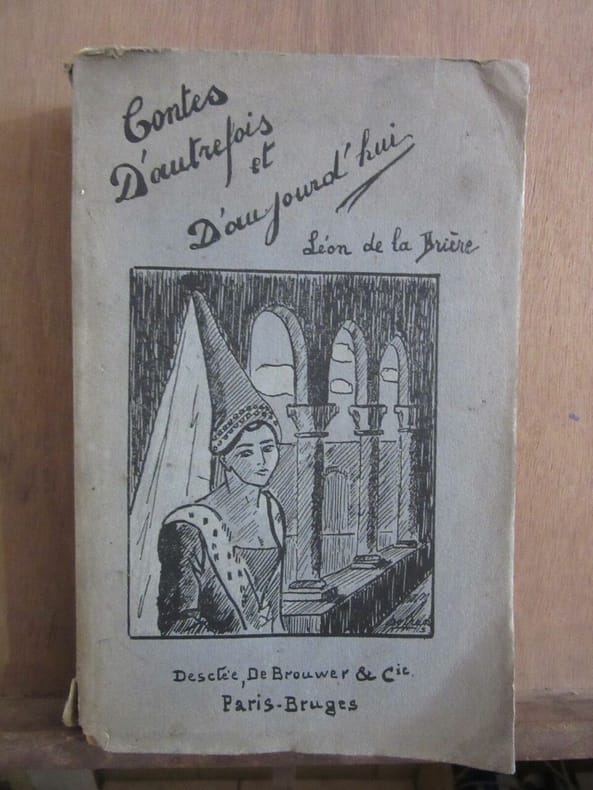 Contes
D'autrefois
et
D'aujourd'hui
Léon de la Brière
Desclée, De Brouwer & Cie.
Paris-Bruges